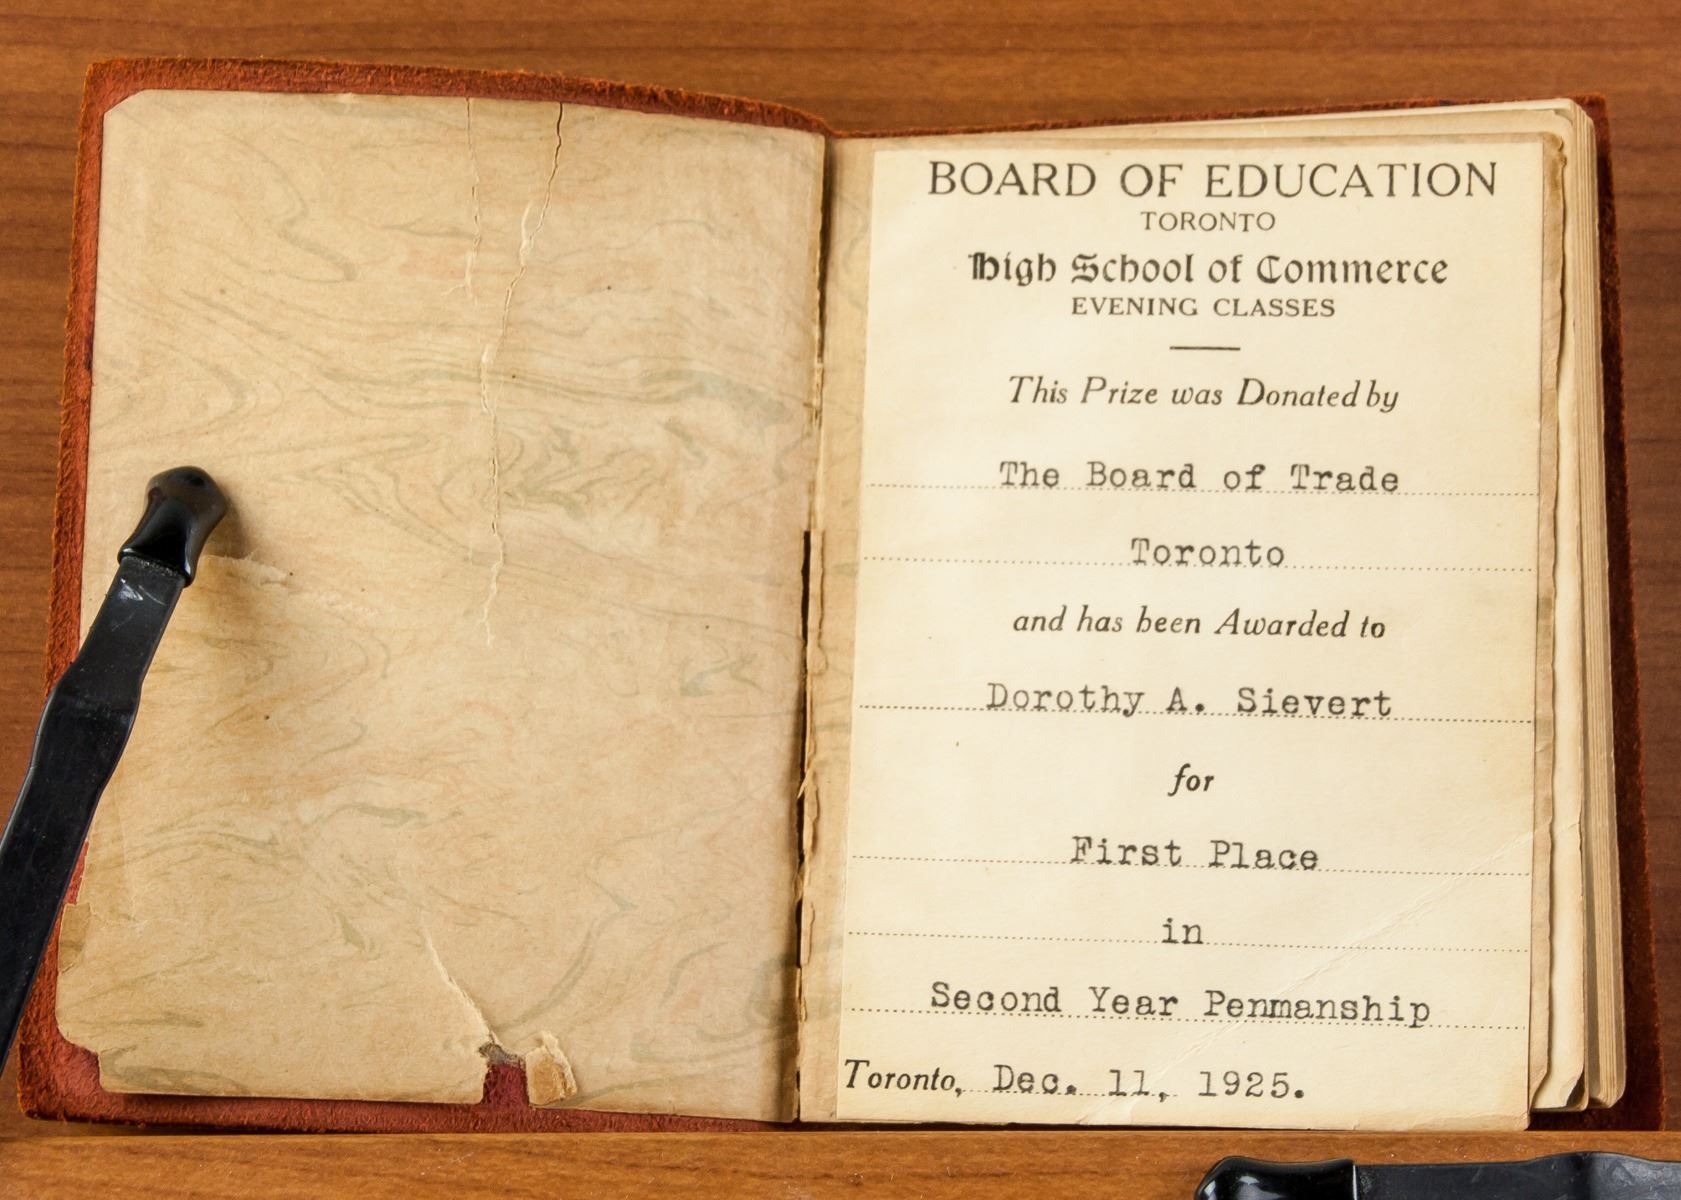 BOARD OF EDUCATION
TORONTO
High School of Commerce
EVENING CLASSES
This Prize was Donated by
The Board of Trade
Toronto
and has been Awarded to
Dorothy A. Sievert
for
First Place
in
Second Year Penmanship
Toronto, Dec. 11, 1925.